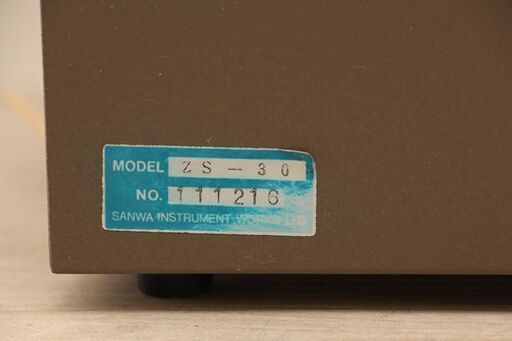 MODEL ZS-30
NO. 111216
SANWA INSTRUMENT WORKS LTD.